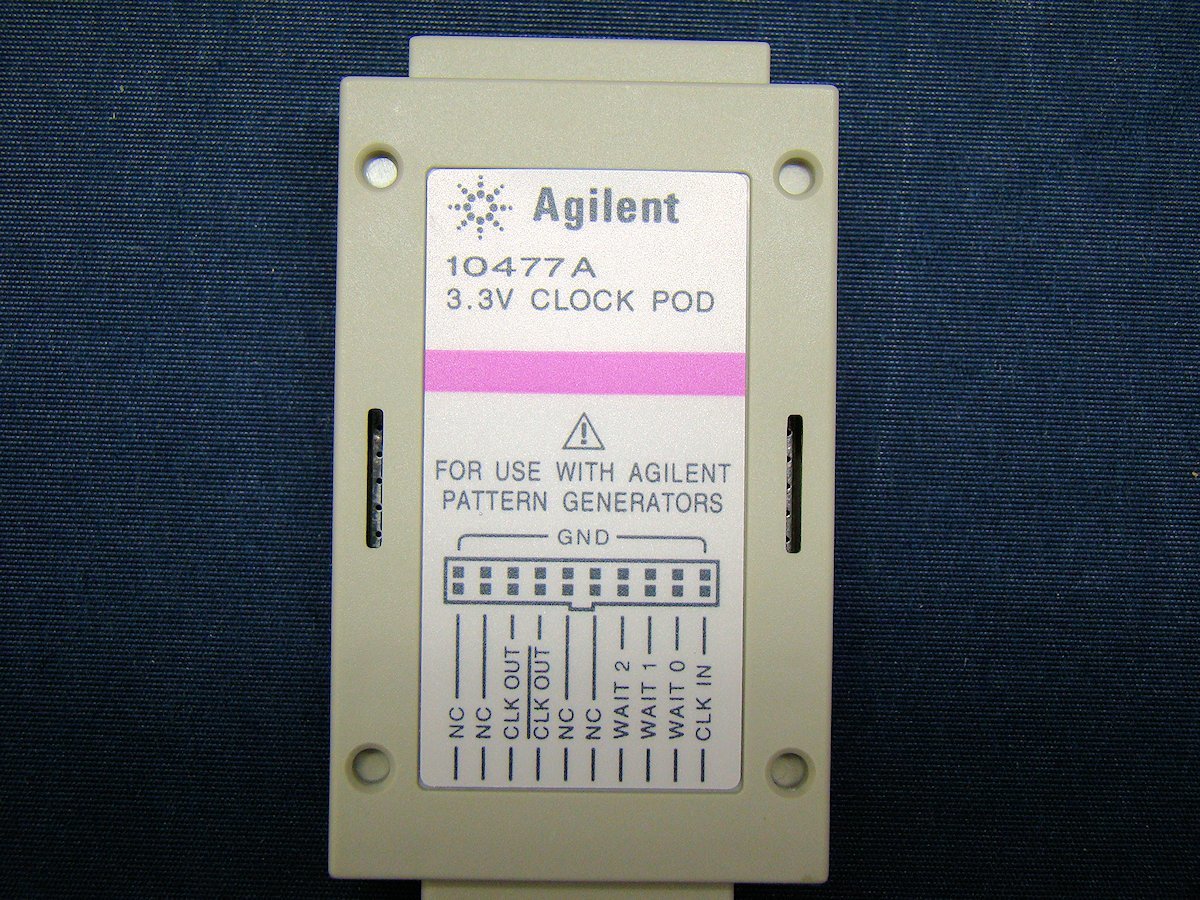 Agilent
10477A
3.3V CLOCK POD
FOR USE WITH AGILENT
PATTERN GENERATORS
GND
NC
NC
CLK OUT
CLK OUT
NC
NC
WAIT 2
WAIT 1
WAIT 0
CLK IN